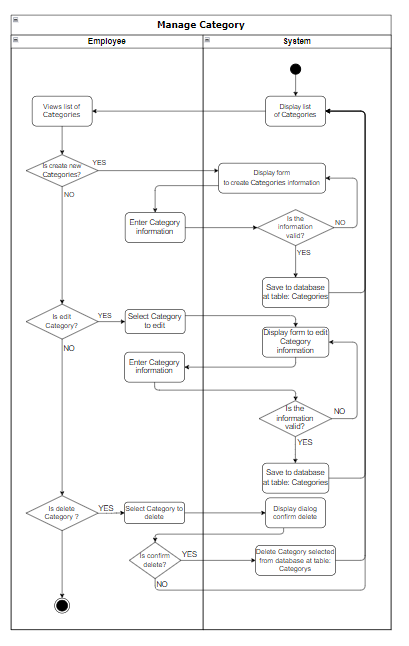 Manage Category
Employee
System
Views list of
Categories
Display list
of Categories
Is create new
Categories?
YES
NO
Display form
to create Categories information
Enter Category
information
Is the
information
valid?
NO
YES
Save to database
at table: Categories
Is edit
Category?
YES
NO
Select Category
to edit
Display form to edit
Category
information
Enter Category
information
Is the
information
valid?
NO
YES
Save to database
at table: Categories
Is delete
Category ?
YES
NO
Select Category to
delete
Display dialog
confirm delete
Is confirm
delete?
YES
NO
Delete Category selected
from database at table:
Categorys